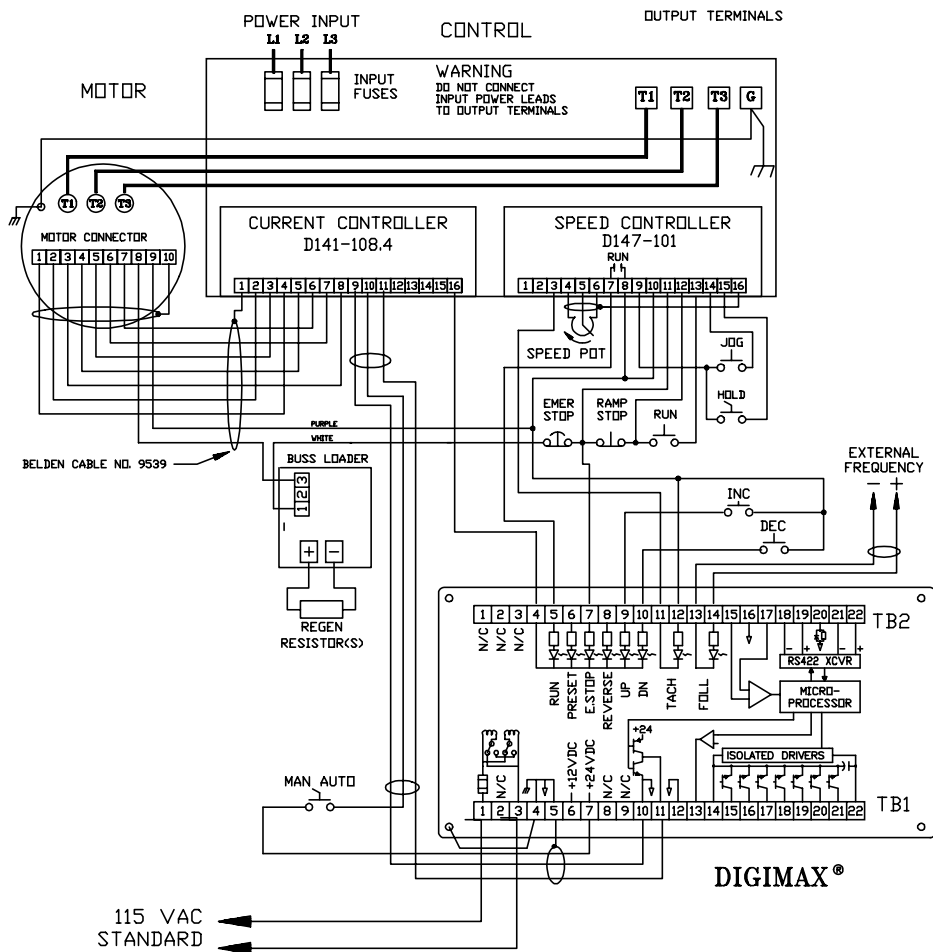 POWER INPUT
L1 L2 L3
CONTROL
OUTPUT TERMINALS
MOTOR
INPUT
FUSES
WARNING
DO NOT CONNECT
INPUT POWER LEADS
TO OUTPUT TERMINALS
T1 T2 T3 G
T1 T2 T3
MOTOR CONNECTOR
1 2 3 4 5 6 7 8 9 10
CURRENT CONTROLLER
D141-108.4
1 2 3 4 5 6 7 8 9 10 11 12 13 14 15 16
SPEED CONTROLLER
D147-101
RUN
1 2 3 4 5 6 7 8 9 10 11 12 13 14 15 16
SPEED POT
JOG
HOLD
EMER
STOP
RAMP
STOP
RUN
PURPLE
WHITE
BELDEN CABLE NO. 9539
BUSS LOADER
3
2
1
+ −
REGEN
RESISTOR(S)
EXTERNAL
FREQUENCY
− +
INC
DEC
1 2 3 4 5 6 7 8 9 10 11 12 13 14 15 16 17 18 19 20 21 22
TB2
N/C N/C N/C
RUN PRESET E.STOP REVERSE UP DN TACH FOLL
− + − +
RS422 XCVR
MICRO-
PROCESSOR
+24
ISOLATED DRIVERS
N/C +12VDC +24VDC N/C N/C
1 2 3 4 5 6 7 8 9 10 11 12 13 14 15 16 17 18 19 20 21 22
TB1
MAN AUTO
DIGIMAX ®
115 VAC
STANDARD